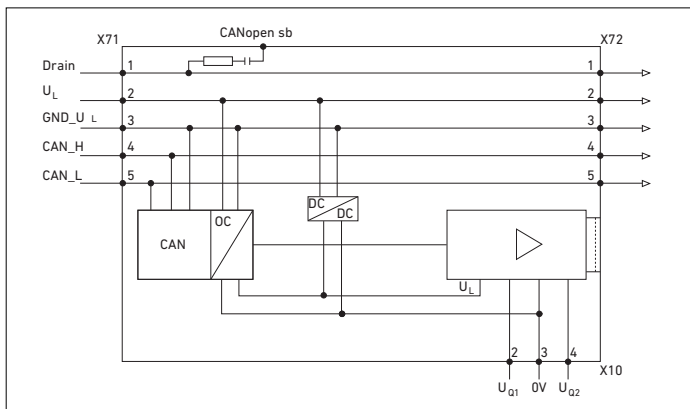 CANopen sb
X71
X72
Drain 1 1
U_L 2 2
GND_U L 3 3
CAN_H 4 4
CAN_L 5 5
DC
DC
CAN
OC
U_L
2 3 4
X10
U_Q1 0V U_Q2